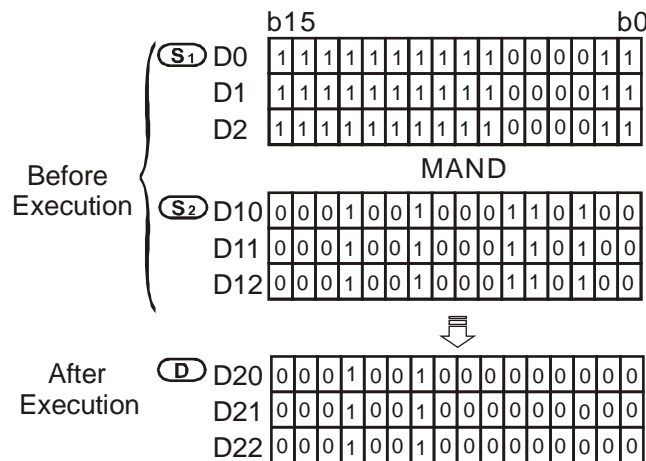 b15 b0
S1 D0 1 1 1 1 1 1 1 1 1 1 0 0 0 0 1 1
D1 1 1 1 1 1 1 1 1 1 1 0 0 0 0 1 1
D2 1 1 1 1 1 1 1 1 1 1 0 0 0 0 1 1
MAND
Before
Execution
S2 D10 0 0 0 1 0 0 1 0 0 0 1 1 0 1 0 0
D11 0 0 0 1 0 0 1 0 0 0 1 1 0 1 0 0
D12 0 0 0 1 0 0 1 0 0 0 1 1 0 1 0 0
After
Execution
D D20 0 0 0 1 0 0 1 0 0 0 0 0 0 0 0 0
D21 0 0 0 1 0 0 1 0 0 0 0 0 0 0 0 0
D22 0 0 0 1 0 0 1 0 0 0 0 0 0 0 0 0